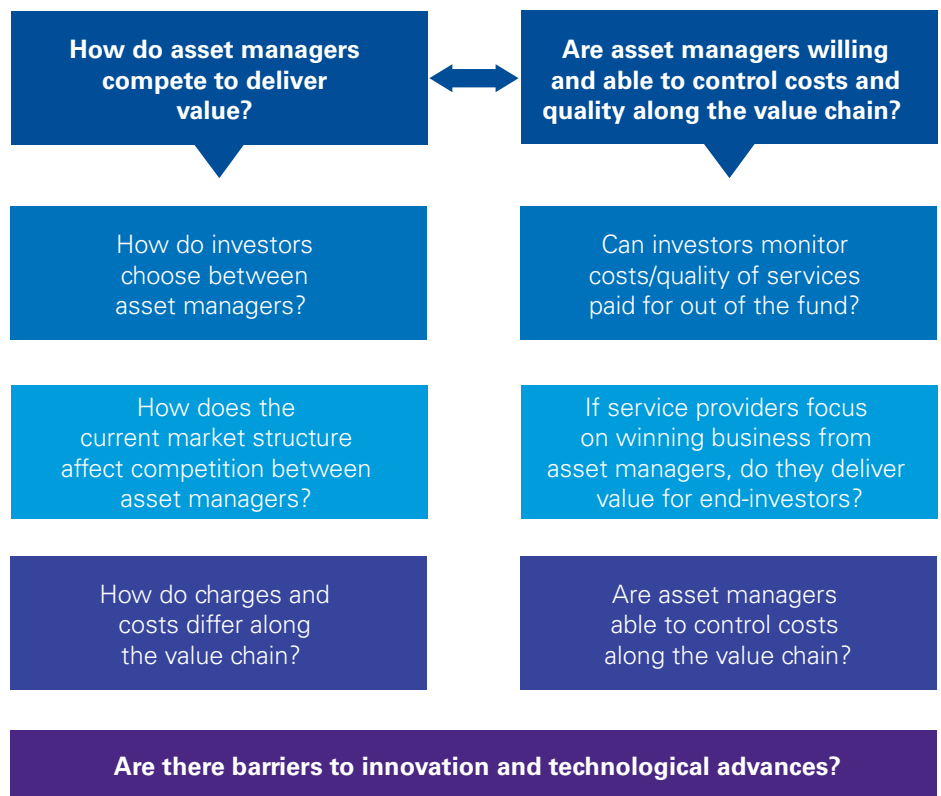 How do asset managers
compete to deliver
value?
Are asset managers willing
and able to control costs and
quality along the value chain?
How do investors
choose between
asset managers?
Can investors monitor
costs/quality of services
paid for out of the fund?
How does the
current market structure
affect competition between
asset managers?
If service providers focus
on winning business from
asset managers, do they deliver
value for end-investors?
How do charges and
costs differ along
the value chain?
Are asset managers
able to control costs
along the value chain?
Are there barriers to innovation and technological advances?